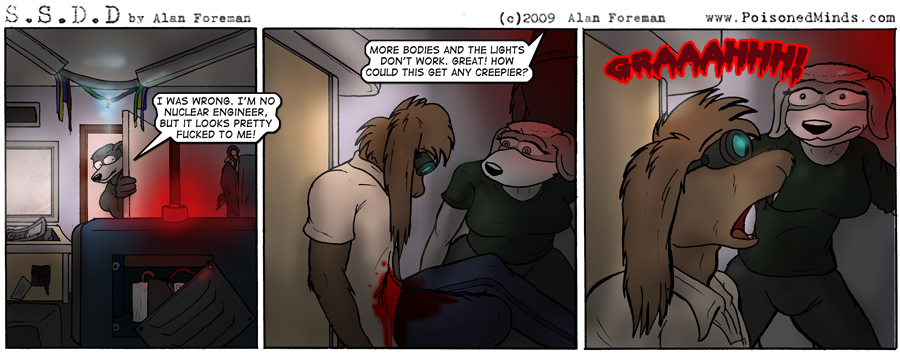 S.S.D.D by Alan Foreman (c)2009 Alan Foreman www.PoisonedMinds.com
I WAS WRONG. I'M NO
NUCLEAR ENGINEER,
BUT IT LOOKS PRETTY
FUCKED TO ME!
MORE BODIES AND THE LIGHTS
DON'T WORK. GREAT! HOW
COULD THIS GET ANY CREEPIER?
GRAAAHHH!